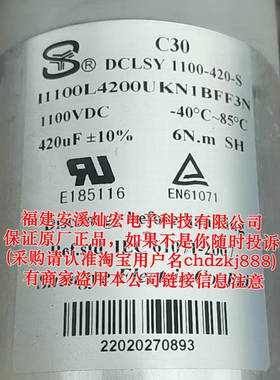 C30
DCLSY 1100-420-S
I1100L4200UKN1BFF3N
1100VDC -40°C~85°C
420uF ±10% 6N.m SH
E185116 EN61071
福建安溪灿宏电子科技有限公司
保证原厂正品，如果不是你随时投诉
(采购请认准淘宝用户名chdzkj888)
有商家盗用本公司链接信息注意
22020270893